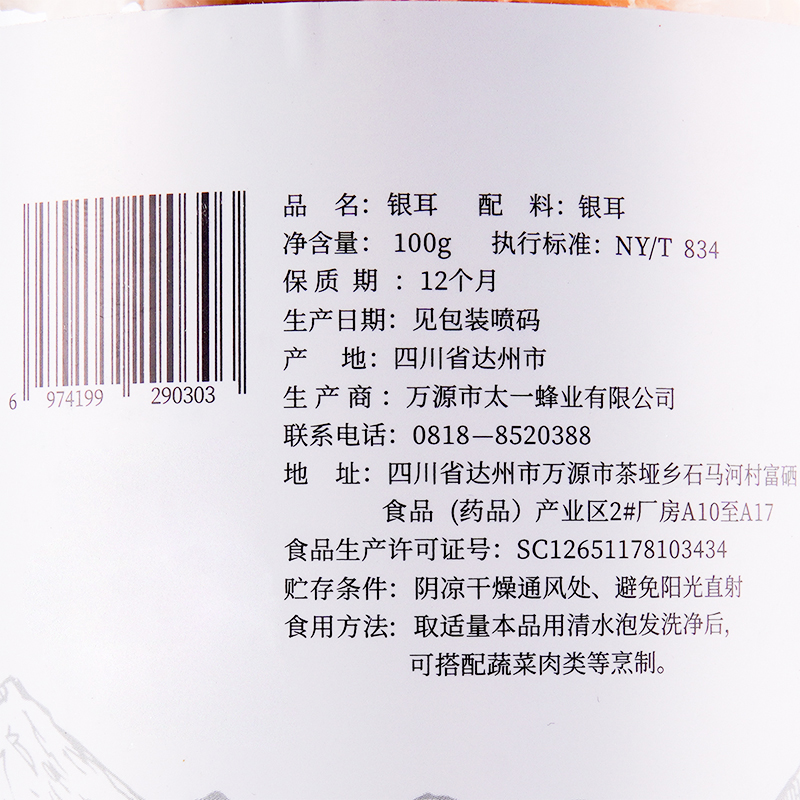 品 名：银耳 配 料：银耳
净含量： 100g 执行标准：NY/T 834
保 质 期 ：12个月
生产日期：见包装喷码
产 地：四川省达州市
生 产 商 ：万源市太一蜂业有限公司
联系电话：0818—8520388
地 址：四川省达州市万源市茶垭乡石马河村富硒
食品（药品）产业区2#厂房A10至A17
食品生产许可证号：SC12651178103434
贮存条件：阴凉干燥通风处、避免阳光直射
食用方法：取适量本品用清水泡发洗净后，
可搭配蔬菜肉类等烹制。
6 974199 290303